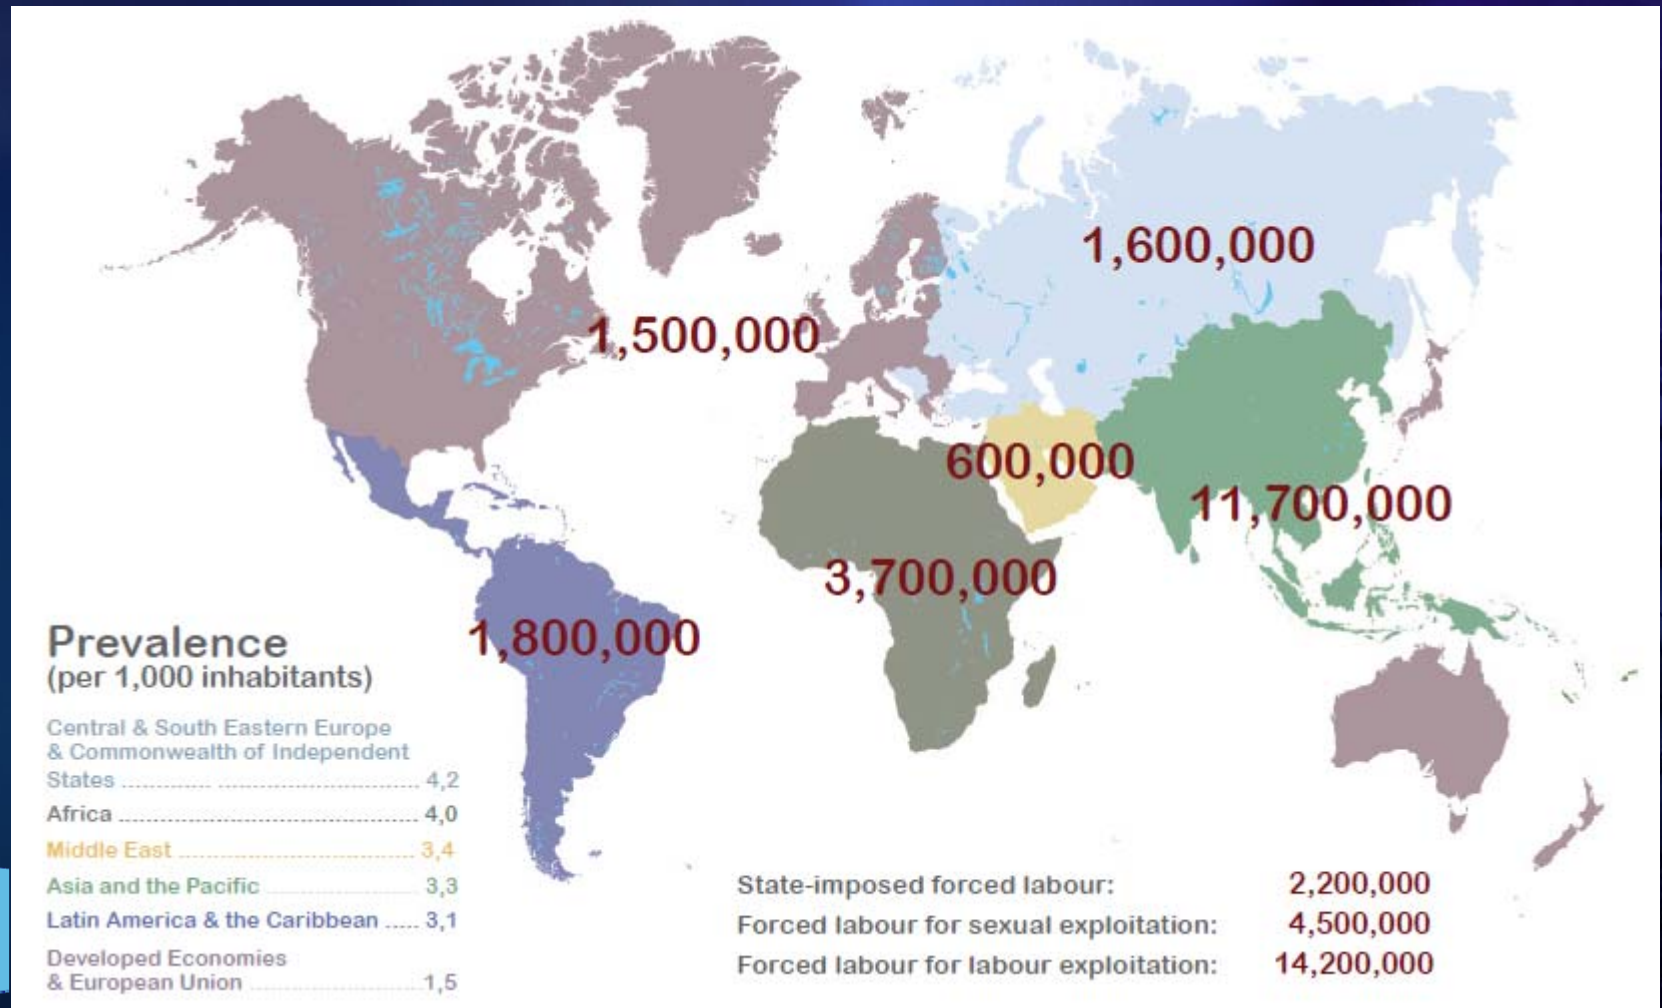 1,600,000
1,500,000
600,000
11,700,000
3,700,000
1,800,000
Prevalence
(per 1,000 inhabitants)
Central & South Eastern Europe
& Commonwealth of Independent
States ........... ........................... 4,2
Africa ............................................ 4,0
Middle East .................................. 3,4
Asia and the Pacific ...................... 3,3
Latin America & the Caribbean ..... 3,1
Developed Economies
& European Union ......................... 1,5
State-imposed forced labour: 2,200,000
Forced labour for sexual exploitation: 4,500,000
Forced labour for labour exploitation: 14,200,000